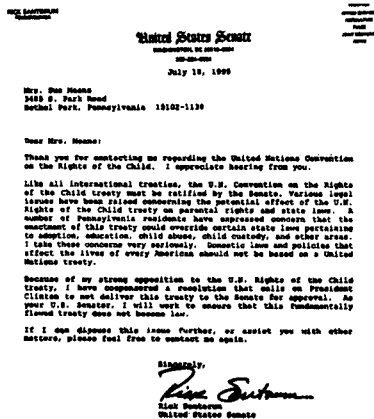 RICK SANTORUM
PENNSYLVANIA
United States Senate
WASHINGTON, DC 20510-3804
July 18, 1995
Mrs. Sue Means
3485 S. Park Road
Bethel Park, Pennsylvania 15102-1130
Dear Mrs. Means:
Thank you for contacting me regarding the United Nations Convention
on the Rights of the Child. I appreciate hearing from you.
Like all international treaties, the U.N. Convention on the Rights
of the Child treaty must be ratified by the Senate. Various legal
issues have been raised concerning the potential effect of the U.N.
Rights of the Child treaty on parental rights and state laws. A
number of Pennsylvania residents have expressed concern that the
enactment of this treaty could override certain state laws pertaining
to adoption, education, child abuse, child custody, and other areas.
I take these concerns very seriously. Domestic laws and policies that
affect the lives of every American should not be based on a United
Nations treaty.
Because of my strong opposition to the U.N. Rights of the Child
treaty, I have cosponsored a resolution that calls on President
Clinton to not deliver this treaty to the Senate for approval. As
your U.S. Senator, I will work to ensure that this fundamentally
flawed treaty does not become law.
If I can discuss this issue further, or assist you with other
matters, please feel free to contact me again.
Sincerely,
Rick Santorum
Rick Santorum
United States Senate